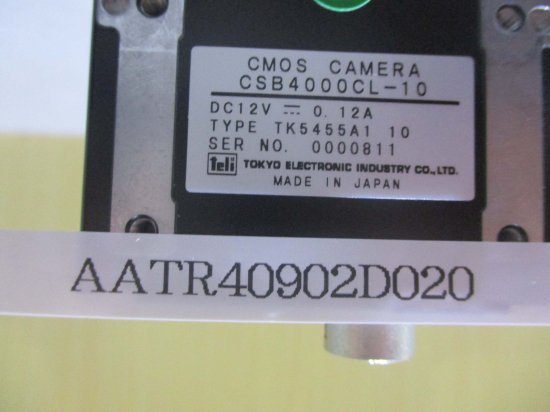 CMOS CAMERA
CSB4000CL-10
DC12V ⎓ 0.12A
TYPE TK5455A1 10
SER NO. 0000811
teli TOKYO ELECTRONIC INDUSTRY CO., LTD.
MADE IN JAPAN
AATR40902D020